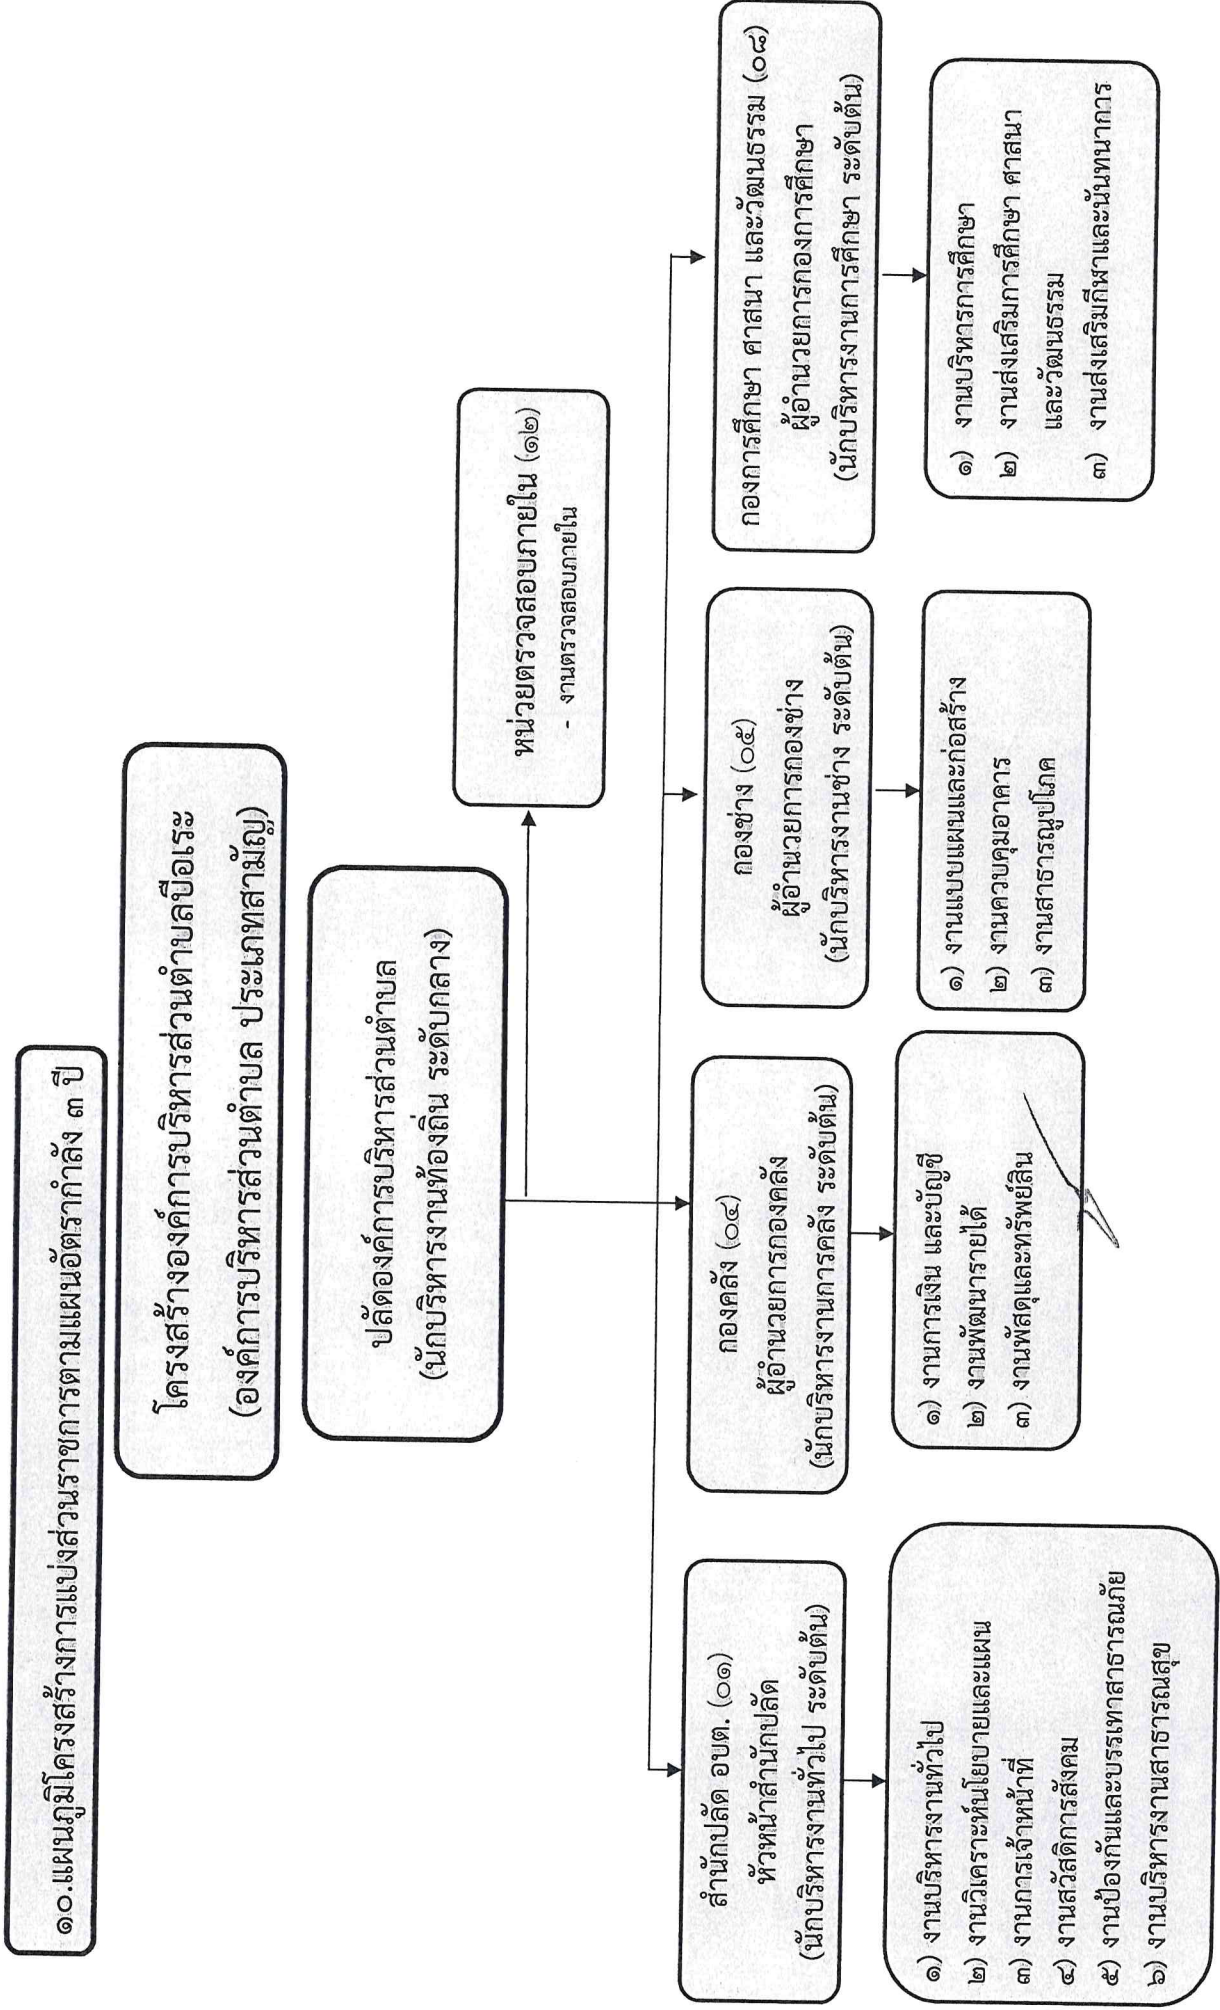 ๑๐.แผนภูมิโครงสร้างการแบ่งส่วนราชการตามแผนอัตรากำลัง ๓ ปี
โครงสร้างองค์การบริหารส่วนตำบลปือเระ
(องค์การบริหารส่วนตำบล ประเภทสามัญ)
ปลัดองค์การบริหารส่วนตำบล
(นักบริหารงานท้องถิ่น ระดับกลาง)
หน่วยตรวจสอบภายใน (๑๒)
- งานตรวจสอบภายใน
สำนักปลัด อบต. (๐๑)
หัวหน้าสำนักปลัด
(นักบริหารงานทั่วไป ระดับต้น)
๑) งานบริหารงานทั่วไป
๒) งานวิเคราะห์นโยบายและแผน
๓) งานการเจ้าหน้าที่
๔) งานสวัสดิการสังคม
๕) งานป้องกันและบรรเทาสาธารณภัย
๖) งานบริหารงานสาธารณสุข
กองคลัง (๐๔)
ผู้อำนวยการกองคลัง
(นักบริหารงานการคลัง ระดับต้น)
๑) งานการเงิน และบัญชี
๒) งานพัฒนารายได้
๓) งานพัสดุและทรัพย์สิน
กองช่าง (๐๕)
ผู้อำนวยการกองช่าง
(นักบริหารงานช่าง ระดับต้น)
๑) งานแบบแผนและก่อสร้าง
๒) งานควบคุมอาคาร
๓) งานสาธารณูปโภค
กองการศึกษา ศาสนา และวัฒนธรรม (๐๘)
ผู้อำนวยการกองการศึกษา
(นักบริหารงานการศึกษา ระดับต้น)
๑) งานบริหารการศึกษา
๒) งานส่งเสริมการศึกษา ศาสนา
และวัฒนธรรม
๓) งานส่งเสริมกีฬาและนันทนาการ